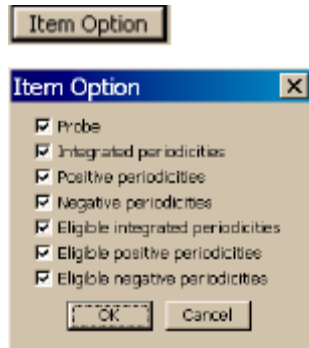 Item Option
Item Option
Probe
Integrated periodicities
Positive periodicities
Negative periodicities
Eligible integrated periodicities
Eligible positive periodicities
Eligible negative periodicities
OK Cancel